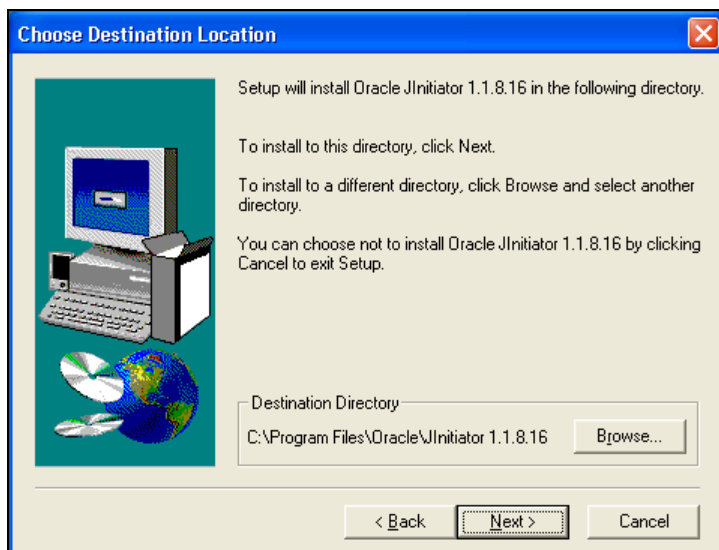 Choose Destination Location
Setup will install Oracle JInitiator 1.1.8.16 in the following directory.
To install to this directory, click Next.
To install to a different directory, click Browse and select another
directory.
You can choose not to install Oracle JInitiator 1.1.8.16 by clicking
Cancel to exit Setup.
Destination Directory
C:\Program Files\Oracle\JInitiator 1.1.8.16 Browse...
< Back Next > Cancel